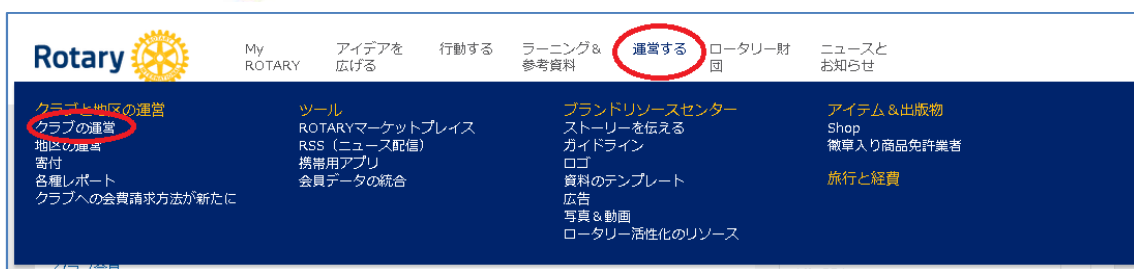 Rotary
My
ROTARY
アイデアを
広げる
行動する
ラーニング&
参考資料
運営する
ロータリー財
団
ニュースと
お知らせ
クラブと地区の運営
クラブの運営
地区の運営
寄付
各種レポート
クラブへの会費請求方法が新たに
ツール
ROTARYマーケットプレイス
RSS（ニュース配信）
携帯用アプリ
会員データの統合
ブランドリソースセンター
ストーリーを伝える
ガイドライン
ロゴ
資料のテンプレート
広告
写真&動画
ロータリー活性化のリソース
アイテム&出版物
Shop
徽章入り商品免許業者
旅行と経費